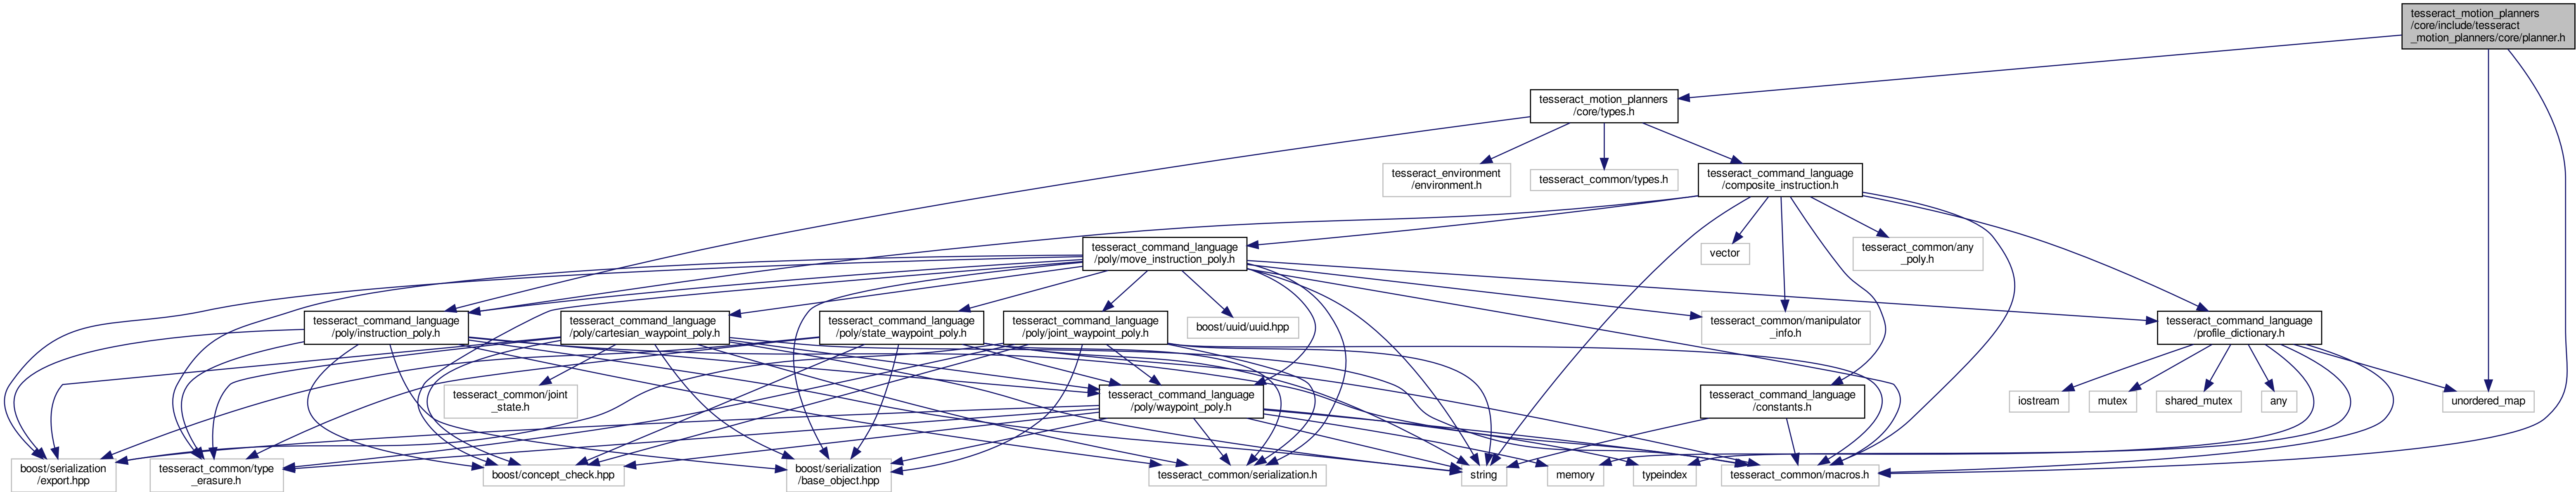 tesseract_motion_planners
/core/include/tesseract
_motion_planners/core/planner.h
tesseract_motion_planners
/core/types.h
tesseract_environment
/environment.h
tesseract_common/types.h
tesseract_command_language
/composite_instruction.h
tesseract_command_language
/poly/move_instruction_poly.h
vector
tesseract_common/any
_poly.h
tesseract_command_language
/poly/instruction_poly.h
tesseract_command_language
/poly/cartesian_waypoint_poly.h
tesseract_command_language
/poly/state_waypoint_poly.h
tesseract_command_language
/poly/joint_waypoint_poly.h
boost/uuid/uuid.hpp
tesseract_common/manipulator
_info.h
tesseract_command_language
/profile_dictionary.h
tesseract_common/joint
_state.h
tesseract_command_language
/poly/waypoint_poly.h
tesseract_command_language
/constants.h
iostream
mutex
shared_mutex
any
unordered_map
boost/serialization
/export.hpp
tesseract_common/type
_erasure.h
boost/concept_check.hpp
boost/serialization
/base_object.hpp
tesseract_common/serialization.h
string
memory
typeindex
tesseract_common/macros.h